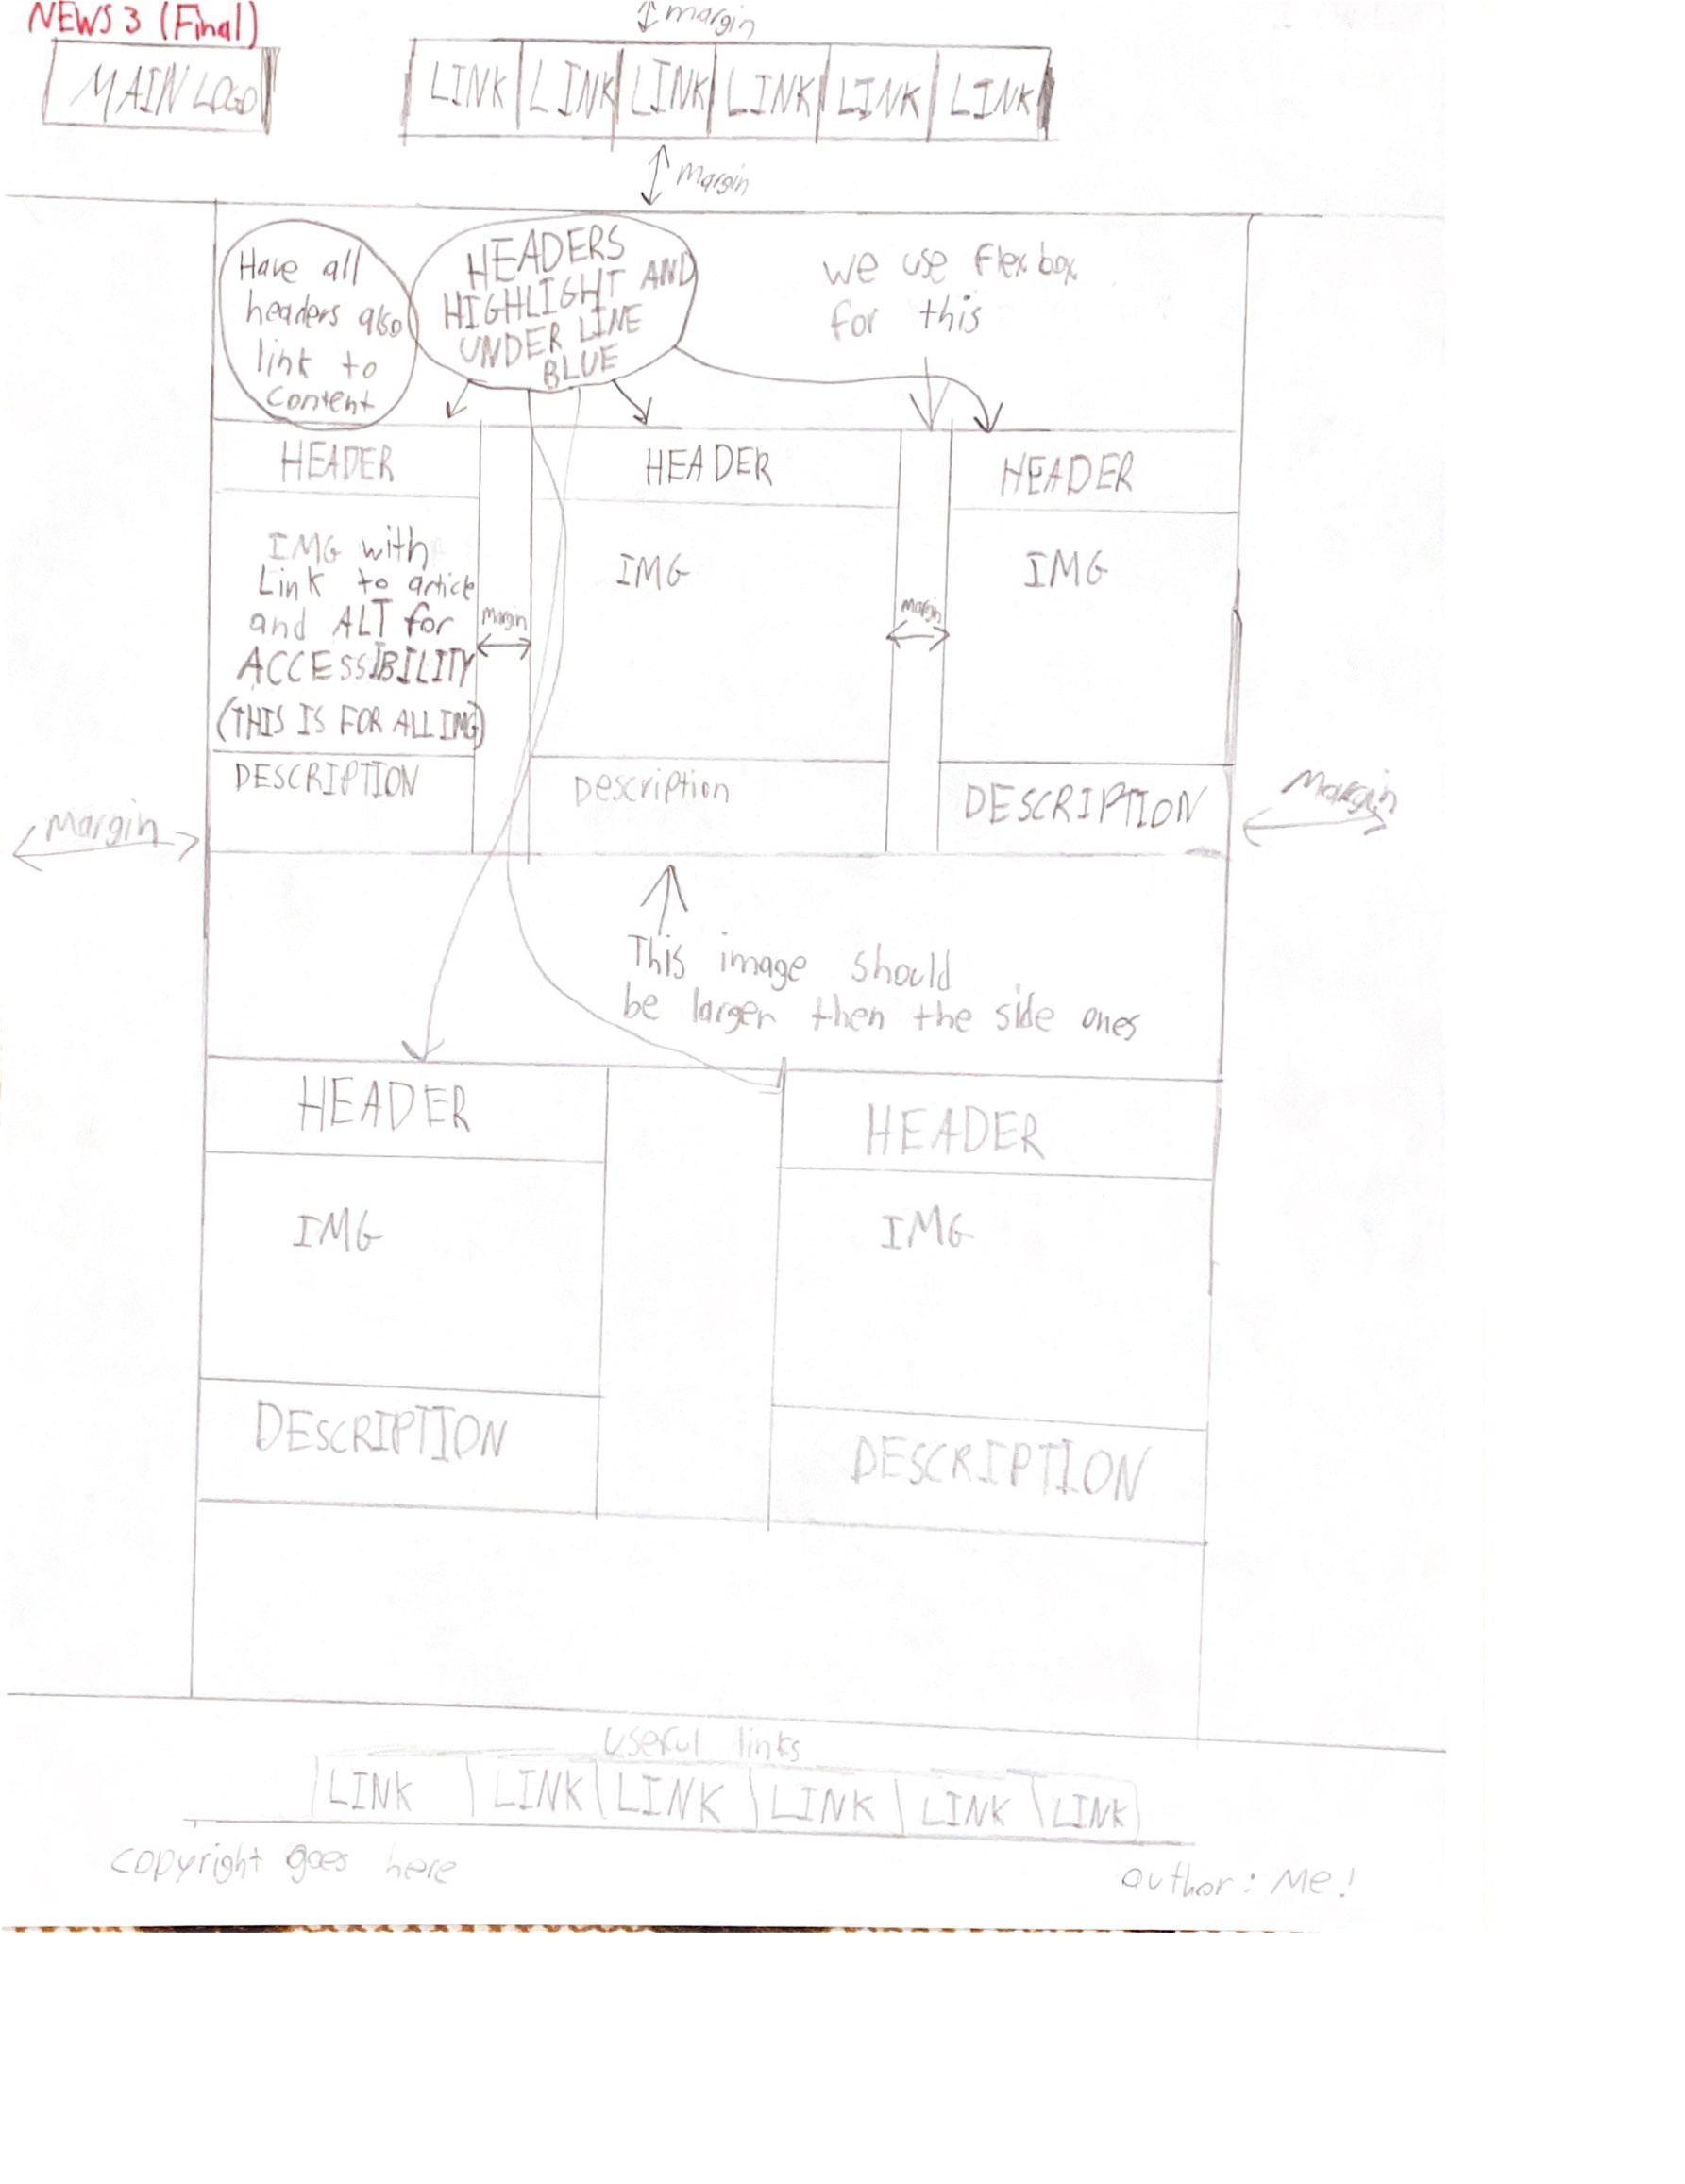 NEWS 3 (Final)
margin
MAIN LOGO
LINK LINK LINK LINK LINK LINK
Margin
Have all
headers also
link to
content
HEADERS
HIGHLIGHT AND
UNDER LINE
BLUE
we use Flex box
for this
HEADER
HEADER
HEADER
IMG with
Link to article
and ALT for
ACCESSIBILITY
(THIS IS FOR ALL IMG)
Margin
IMG
Margin
IMG
DESCRIPTION
Description
DESCRIPTION
Margin
Margin
This image should
be larger then the side ones
HEADER
HEADER
IMG
IMG
DESCRIPTION
DESCRIPTION
useful links
LINK LINK LINK LINK LINK LINK
copyright goes here
author: Me!